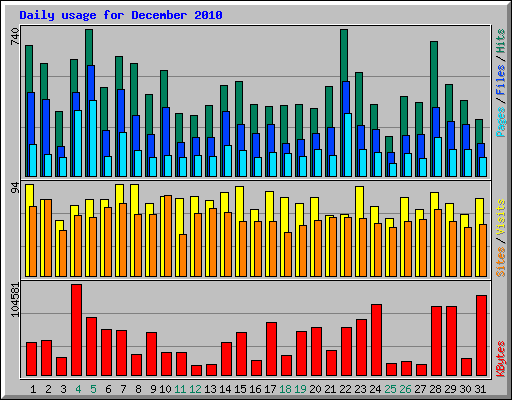 Daily usage for December 2010
740
Pages / Files / Hits
94
Sites / Visits
104581
KBytes
1 2 3 4 5 6 7 8 9 10 11 12 13 14 15 16 17 18 19 20 21 22 23 24 25 26 27 28 29 30 31